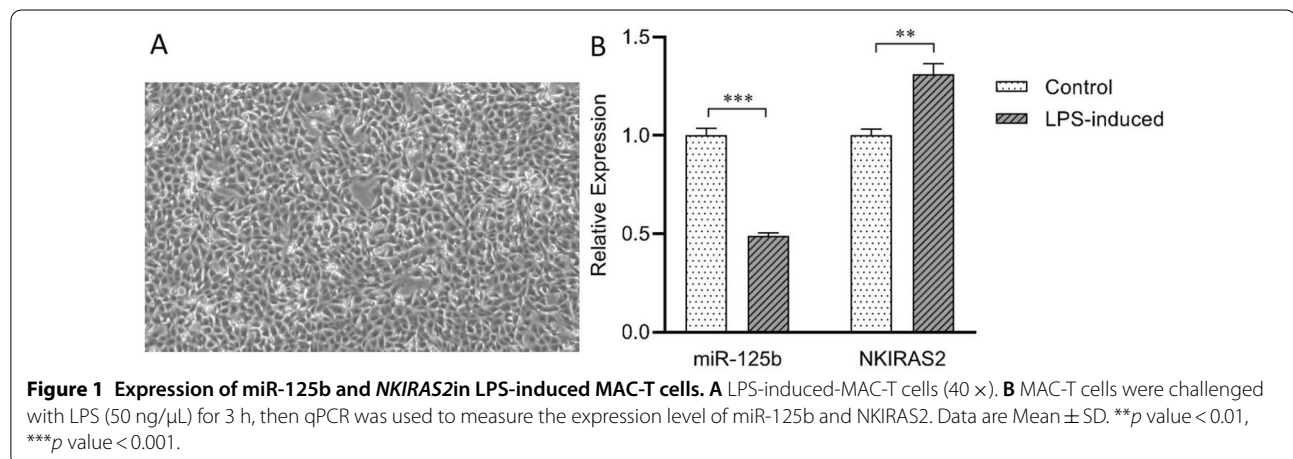 A
B
1.5
1.0
0.5
0.0
Relative Expression
***
**
miR-125b
NKIRAS2
Control
LPS-induced
Figure 1 Expression of miR-125b and NKIRAS2in LPS-induced MAC-T cells. A LPS-induced-MAC-T cells (40 ×). B MAC-T cells were challenged
with LPS (50 ng/μL) for 3 h, then qPCR was used to measure the expression level of miR-125b and NKIRAS2. Data are Mean ± SD. **p value < 0.01,
***p value < 0.001.